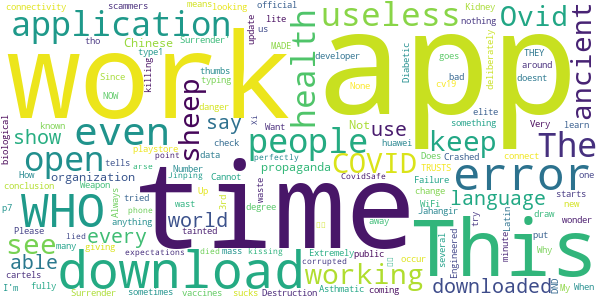 connectivity
scammers
means
looking
official
lite
us
Kidney
nothing
application
useless
Ovid
ancient
health
Chinese
Surrender
tho
type1
killing
Since
NOW
MADE
update
developer
thumbs
typing
Diabetic
goes
bad
doesnt
deliberately
THEY
around
work
app
even
sheep
say
people
use
Not
COVID
keep
The
show
open
known
tells
organization
Number
Jinping
Cannot
point
playstore
Does
Crashed
check
danger
None
Want
something
huawei
Xi
cv19
Very
elite
learn
biological
arse
How
conclusion
Weapon
WHO
time
error
language
This
world
propaganda
CovidSafe
perfectly
data
degree
waste
TRUSTS
Failure
change
WiFi
connect
Jahangir
Latin
one
starts
new
see
able
every
tried
Always
phone
Up
wast
tainted
3rd
away
working
try
draw
wonder
occur
several
Engineered
minute
put
Why
p7
Please
lied
anything
many
giving
expectations
died
mass
kissing
public
downloaded
download
cartels
I'm
fully
Surrender
sometimes
vaccines
sucks
Extremely
Destruction
Asthmatic
corrupted
coming
DND
My
When